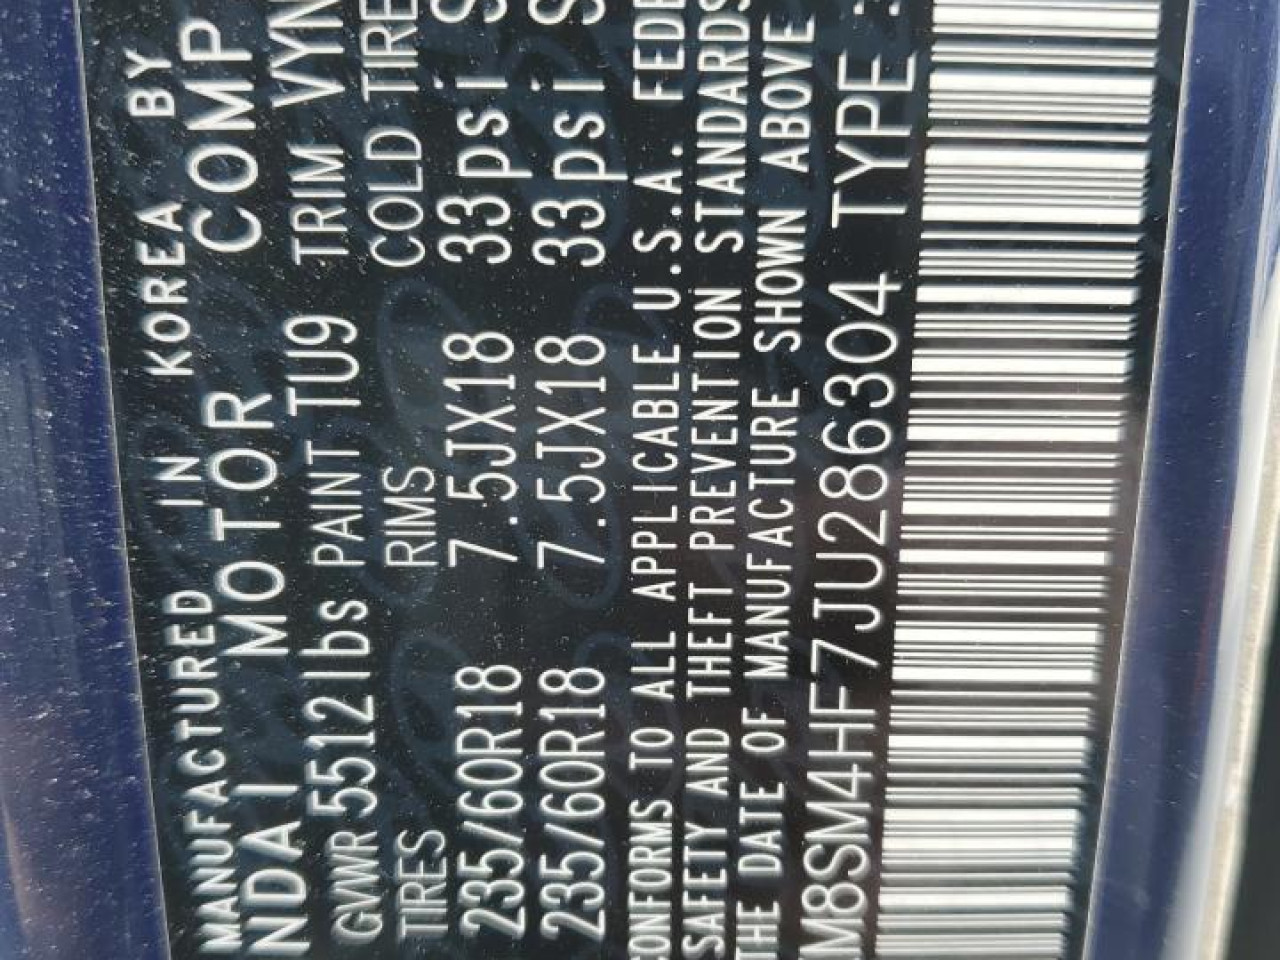 MANUFACTURED IN KOREA BY
NDAI MOTOR COMP
GVWR 5512lbs PAINT TU9 TRIM VYN
TIRES RIMS COLD TIRE
235/60R18 7.5JX18 33psi S
235/60R18 7.5JX18 33psi S
CONFORMS TO ALL APPLICABLE U.S.A. FEDE
SAFETY AND THEFT PREVENTION STANDARDS
THE DATE OF MANUFACTURE SHOWN ABOVE
M8SM4HF7JU286304 TYPE